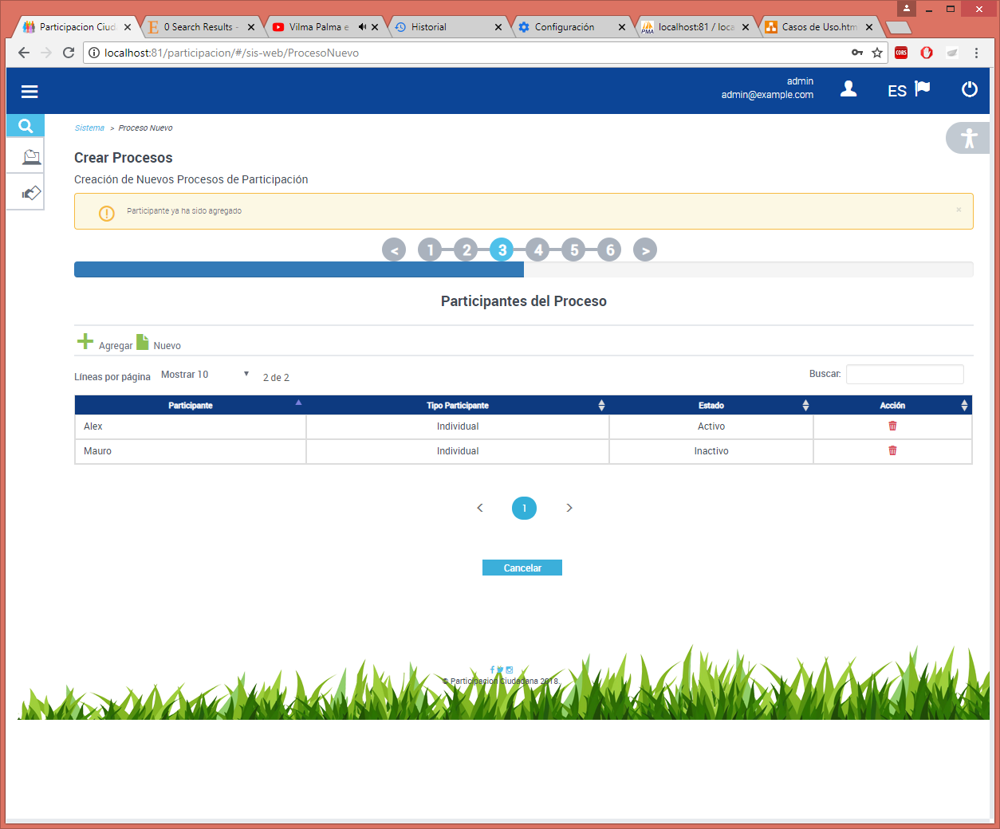 Participacion Ciud
0 Search Results -
Vilma Palma e
Historial
Configuración
localhost:81 / loca
Casos de Uso.htm
localhost:81/participacion/#/sis-web/ProcesoNuevo
CORS
admin
admin@example.com
ES
Sistema > Proceso Nuevo
Crear Procesos
Creación de Nuevos Procesos de Participación
Participante ya ha sido agregado ×
< 1 2 3 4 5 6 >
Participantes del Proceso
Agregar Nuevo
Líneas por página Mostrar 10 2 de 2 Buscar:
Participante Tipo Participante Estado Acción
Alex Individual Activo
Mauro Individual Inactivo
< 1 >
Cancelar
© Participacion Ciudadana 2018.